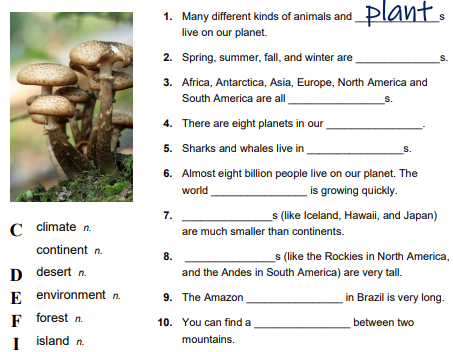 1. Many different kinds of animals and plants
live on our planet.
2. Spring, summer, fall, and winter are ________________s.
3. Africa, Antarctica, Asia, Europe, North America and
South America are all ________________s.
4. There are eight planets in our ________________.
5. Sharks and whales live in ________________s.
6. Almost eight billion people live on our planet. The
world ________________ is growing quickly.
7. ________________s (like Iceland, Hawaii, and Japan)
are much smaller than continents.
8. ________________s (like the Rockies in North America,
and the Andes in South America) are very tall.
9. The Amazon ________________ in Brazil is very long.
10. You can find a ________________ between two
mountains.
C climate n.
continent n.
D desert n.
E environment n.
F forest n.
I island n.